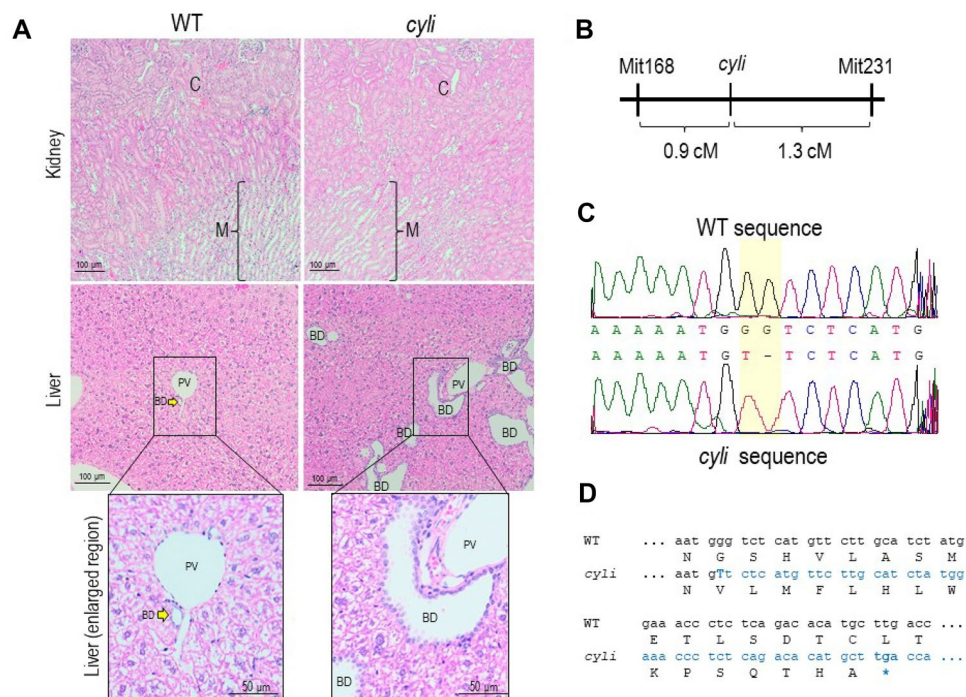 A
WT
cyli
Kidney
C
C
M
M
100 µm
100 µm
Liver
PV
BD
BD
PV
BD
BD
BD
BD
BD
100 µm
100 µm
Liver (enlarged region)
PV
BD
50 µm
PV
BD
BD
50 µm
B
Mit168
cyli
Mit231
0.9 cM
1.3 cM
C
WT sequence
A A A A A T G G G T C T C A T G
A A A A A T G T - T C T C A T G
cyli sequence
D
WT ... aat ggg tct cat gtt ctt gca tct atg
N G S H V L A S M
cyli ... aat gTt ctc atg ttc ttg cat cta tgg
N V L M F L H L W
WT gaa acc ctc tca gac aca tgc ttg acc ...
E T L S D T C L T
cyli aaa ccc tct cag aca cat gct tga cca ...
K P S Q T H A *